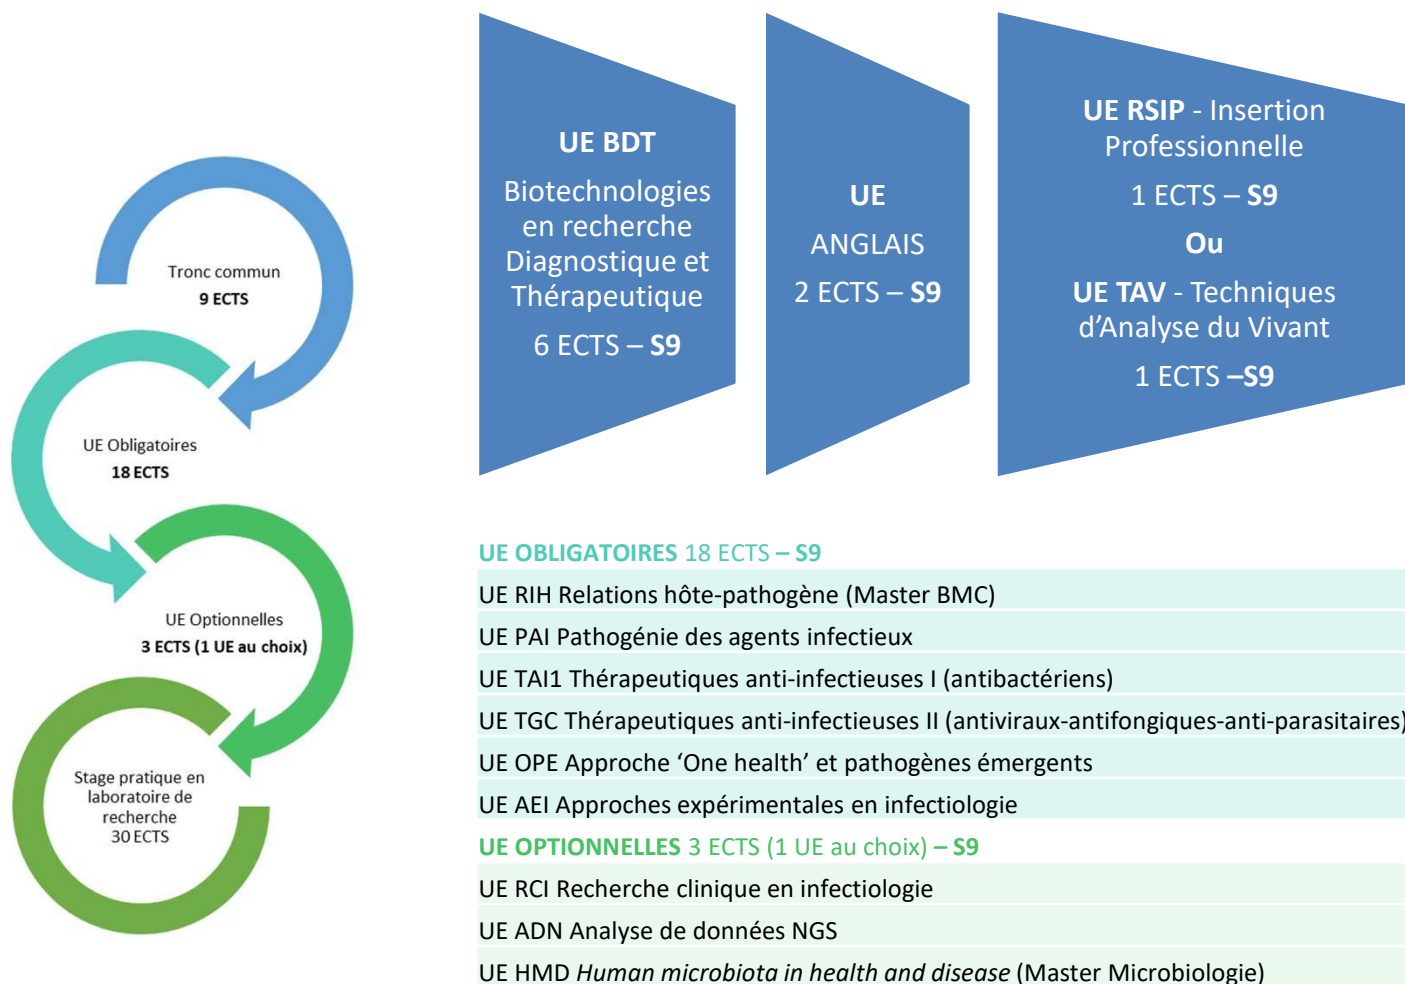 Tronc commun
9 ECTS
UE Obligatoires
18 ECTS
UE Optionnelles
3 ECTS (1 UE au choix)
Stage pratique en
laboratoire de
recherche
30 ECTS
UE BDT
Biotechnologies
en recherche
Diagnostique et
Thérapeutique
6 ECTS – S9
UE
ANGLAIS
2 ECTS – S9
UE RSIP - Insertion
Professionnelle
1 ECTS – S9
Ou
UE TAV - Techniques
d’Analyse du Vivant
1 ECTS –S9
UE OBLIGATOIRES 18 ECTS – S9
UE RIH Relations hôte-pathogène (Master BMC)
UE PAI Pathogénie des agents infectieux
UE TAI1 Thérapeutiques anti-infectieuses I (antibactériens)
UE TGC Thérapeutiques anti-infectieuses II (antiviraux-antifongiques-anti-parasitaires)
UE OPE Approche ‘One health’ et pathogènes émergents
UE AEI Approches expérimentales en infectiologie
UE OPTIONNELLES 3 ECTS (1 UE au choix) – S9
UE RCI Recherche clinique en infectiologie
UE ADN Analyse de données NGS
UE HMD Human microbiota in health and disease (Master Microbiologie)